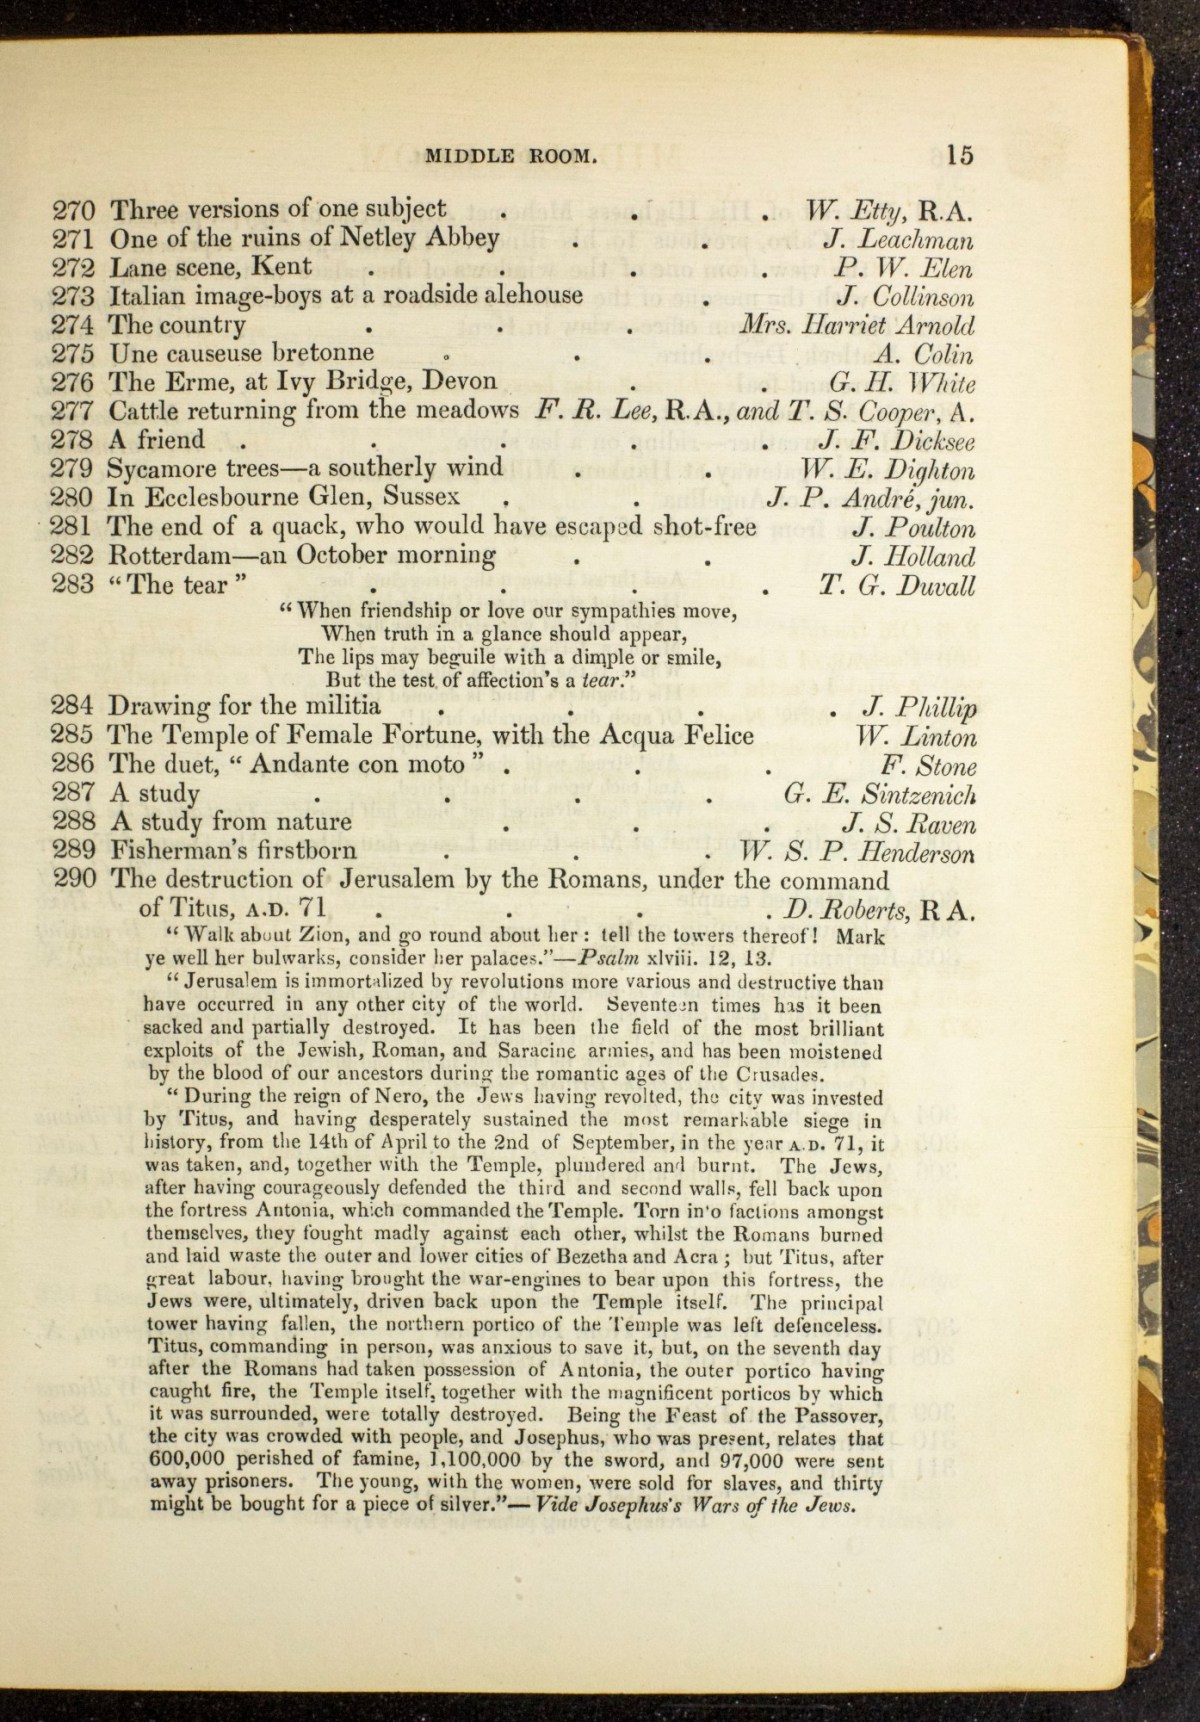 MIDDLE ROOM. 15
270 Three versions of one subject . . . W. Etty, R.A.
271 One of the ruins of Netley Abbey . . J. Leachman
272 Lane scene, Kent . . . . P. W. Elen
273 Italian image-boys at a roadside alehouse . J. Collinson
274 The country . . . Mrs. Harriet Arnold
275 Une causeuse bretonne . . . A. Colin
276 The Erme, at Ivy Bridge, Devon . . G. H. White
277 Cattle returning from the meadows F. R. Lee, R.A., and T. S. Cooper, A.
278 A friend . . . . . J. F. Dicksee
279 Sycamore trees—a southerly wind . . W. E. Dighton
280 In Ecclesbourne Glen, Sussex . . J. P. André, jun.
281 The end of a quack, who would have escaped shot-free J. Poulton
282 Rotterdam—an October morning . . J. Holland
283 “The tear” . . . . T. G. Duvall
“When friendship or love our sympathies move,
When truth in a glance should appear,
The lips may beguile with a dimple or smile,
But the test of affection's a tear.”
284 Drawing for the militia . . . . J. Phillip
285 The Temple of Female Fortune, with the Acqua Felice W. Linton
286 The duet, “Andante con moto” . . . F. Stone
287 A study . . . . G. E. Sintzenich
288 A study from nature . . . J. S. Raven
289 Fisherman's firstborn . . . W. S. P. Henderson
290 The destruction of Jerusalem by the Romans, under the command
of Titus, A.D. 71 . . . . D. Roberts, R A.
“Walk about Zion, and go round about her: tell the towers thereof! Mark
ye well her bulwarks, consider her palaces.”—Psalm xlviii. 12, 13.
“Jerusalem is immortalized by revolutions more various and destructive than
have occurred in any other city of the world. Seventeen times has it been
sacked and partially destroyed. It has been the field of the most brilliant
exploits of the Jewish, Roman, and Saracine armies, and has been moistened
by the blood of our ancestors during the romantic ages of the Crusades.
“During the reign of Nero, the Jews having revolted, the city was invested
by Titus, and having desperately sustained the most remarkable siege in
history, from the 14th of April to the 2nd of September, in the year A.D. 71, it
was taken, and, together with the Temple, plundered and burnt. The Jews,
after having courageously defended the third and second walls, fell back upon
the fortress Antonia, which commanded the Temple. Torn in'o factions amongst
themselves, they fought madly against each other, whilst the Romans burned
and laid waste the outer and lower cities of Bezetha and Acra; but Titus, after
great labour, having brought the war-engines to bear upon this fortress, the
Jews were, ultimately, driven back upon the Temple itself. The principal
tower having fallen, the northern portico of the Temple was left defenceless.
Titus, commanding in person, was anxious to save it, but, on the seventh day
after the Romans had taken possession of Antonia, the outer portico having
caught fire, the Temple itself, together with the magnificent porticos by which
it was surrounded, were totally destroyed. Being the Feast of the Passover,
the city was crowded with people, and Josephus, who was present, relates that
600,000 perished of famine, 1,100,000 by the sword, and 97,000 were sent
away prisoners. The young, with the women, were sold for slaves, and thirty
might be bought for a piece of silver.”—Vide Josephus's Wars of the Jews.